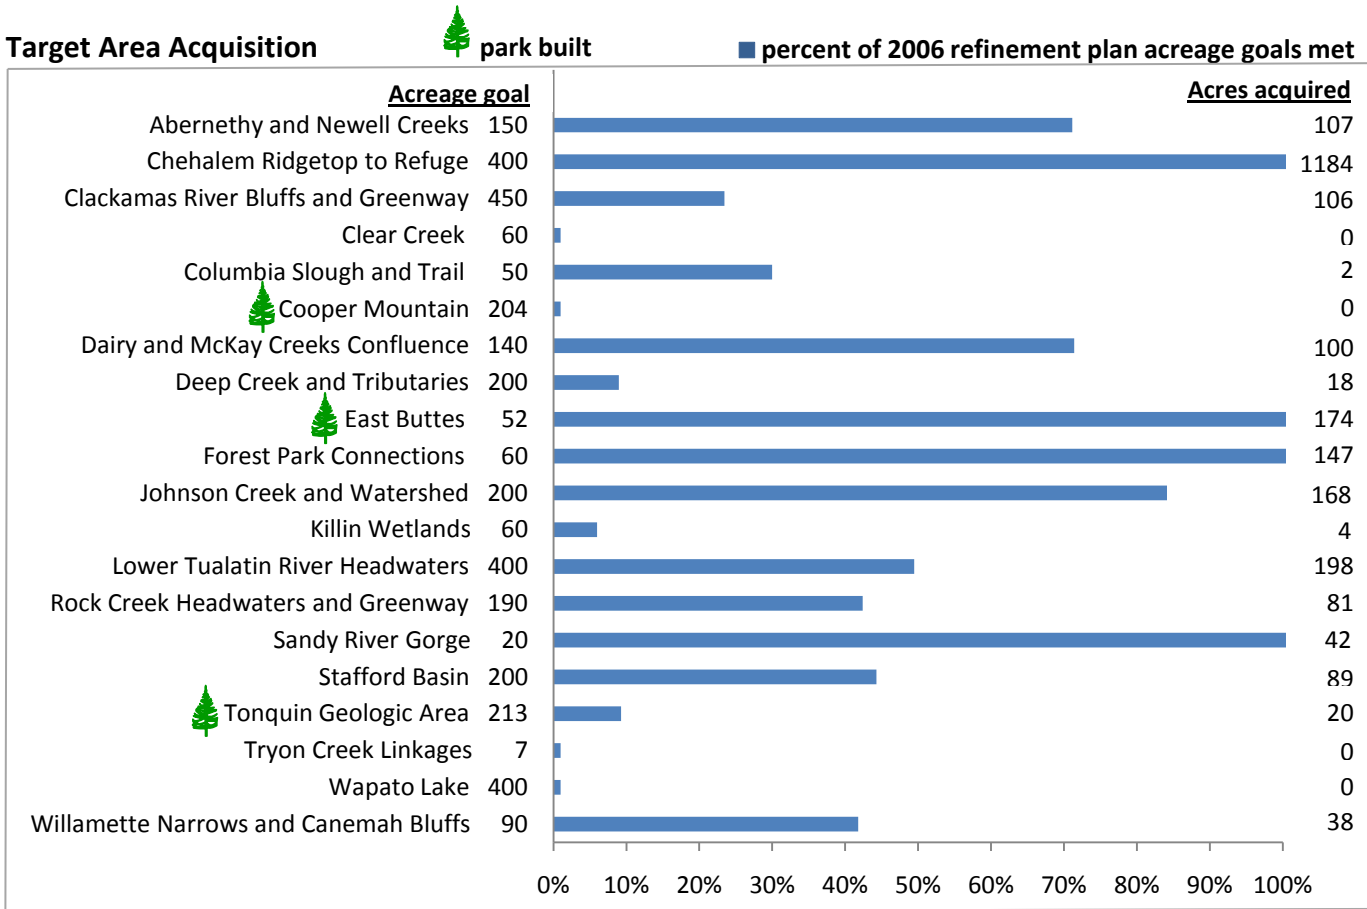 Target Area Acquisition park built percent of 2006 refinement plan acreage goals met
Acreage goal Acres acquired
Abernethy and Newell Creeks 150 107
Chehalem Ridgetop to Refuge 400 1184
Clackamas River Bluffs and Greenway 450 106
Clear Creek 60 0
Columbia Slough and Trail 50 2
Cooper Mountain 204 0
Dairy and McKay Creeks Confluence 140 100
Deep Creek and Tributaries 200 18
East Buttes 52 174
Forest Park Connections 60 147
Johnson Creek and Watershed 200 168
Killin Wetlands 60 4
Lower Tualatin River Headwaters 400 198
Rock Creek Headwaters and Greenway 190 81
Sandy River Gorge 20 42
Stafford Basin 200 89
Tonquin Geologic Area 213 20
Tryon Creek Linkages 7 0
Wapato Lake 400 0
Willamette Narrows and Canemah Bluffs 90 38
0% 10% 20% 30% 40% 50% 60% 70% 80% 90% 100%